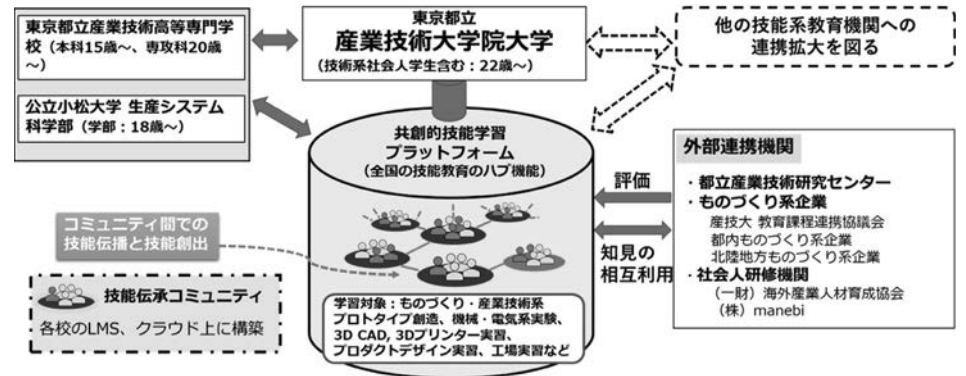 東京都立産業技術高等専門学
校（本科15歳～、専攻科20歳
～）
公立小松大学 生産システム
科学部（学部：18歳～）
東京都立
産業技術大学院大学
（技術系社会人学生含む：22歳～）
他の技能系教育機関への
連携拡大を図る
共創的技能学習
プラットフォーム
（全国の技能教育のハブ機能）
コミュニティ間での
技能伝播と技能創出
技能伝承コミュニティ
各校のLMS、クラウド上に構築
学習対象：ものづくり・産業技術系
プロトタイプ創造、機械・電気系実験、
3D CAD, 3Dプリンター実習、
プロダクトデザイン実習、工場実習など
評価
知見の
相互利用
外部連携機関
・都立産業技術研究センター
・ものづくり系企業
産技大 教育課程連携協議会
都内ものづくり系企業
北陸地方ものづくり系企業
・社会人研修機関
（一財）海外産業人材育成協会
（株）manebi